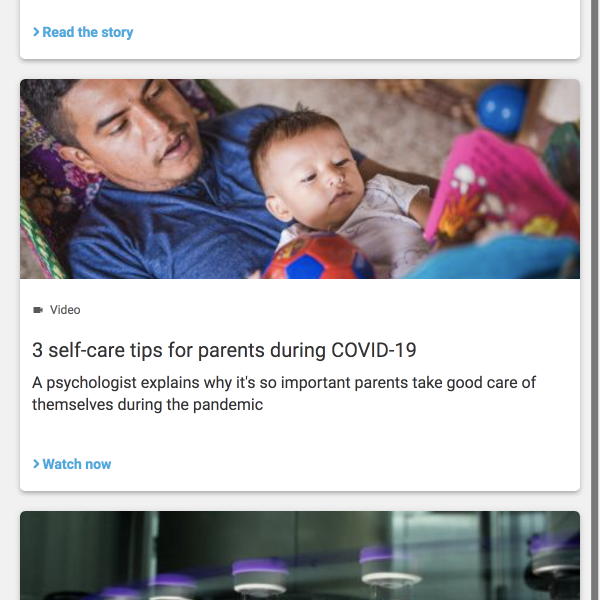 Read the story
Video
3 self-care tips for parents during COVID-19
A psychologist explains why it's so important parents take good care of
themselves during the pandemic
Watch now